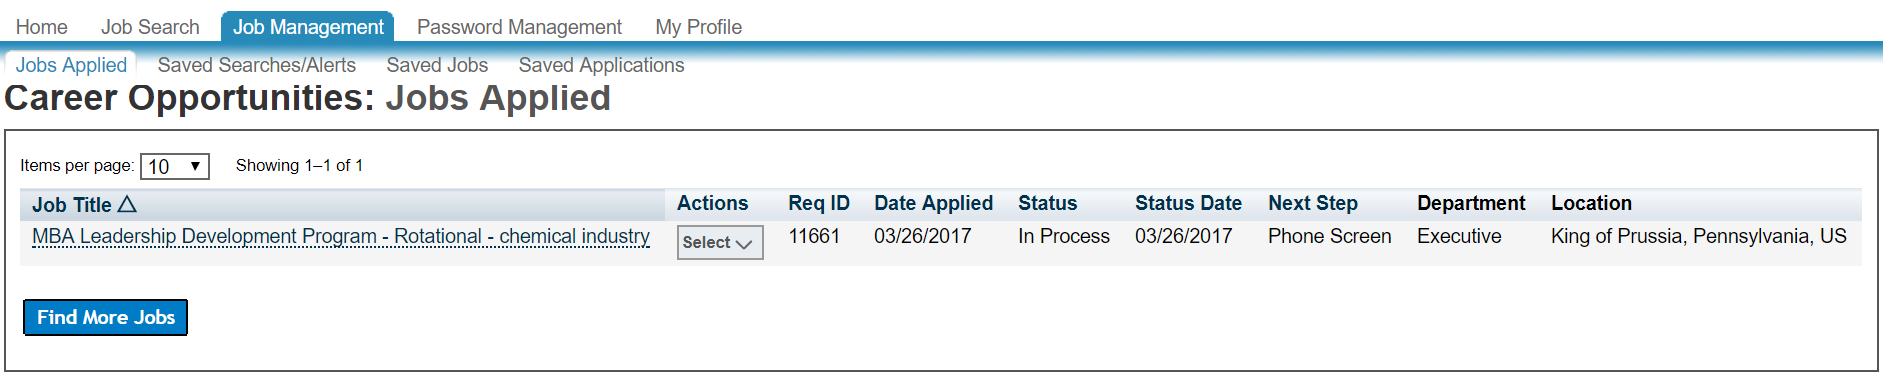 Home Job Search Job Management Password Management My Profile
Jobs Applied Saved Searches/Alerts Saved Jobs Saved Applications
Career Opportunities: Jobs Applied
Items per page: 10 Showing 1–1 of 1
Job Title Actions Req ID Date Applied Status Status Date Next Step Department Location
MBA Leadership Development Program - Rotational - chemical industry Select 11661 03/26/2017 In Process 03/26/2017 Phone Screen Executive King of Prussia, Pennsylvania, US
Find More Jobs